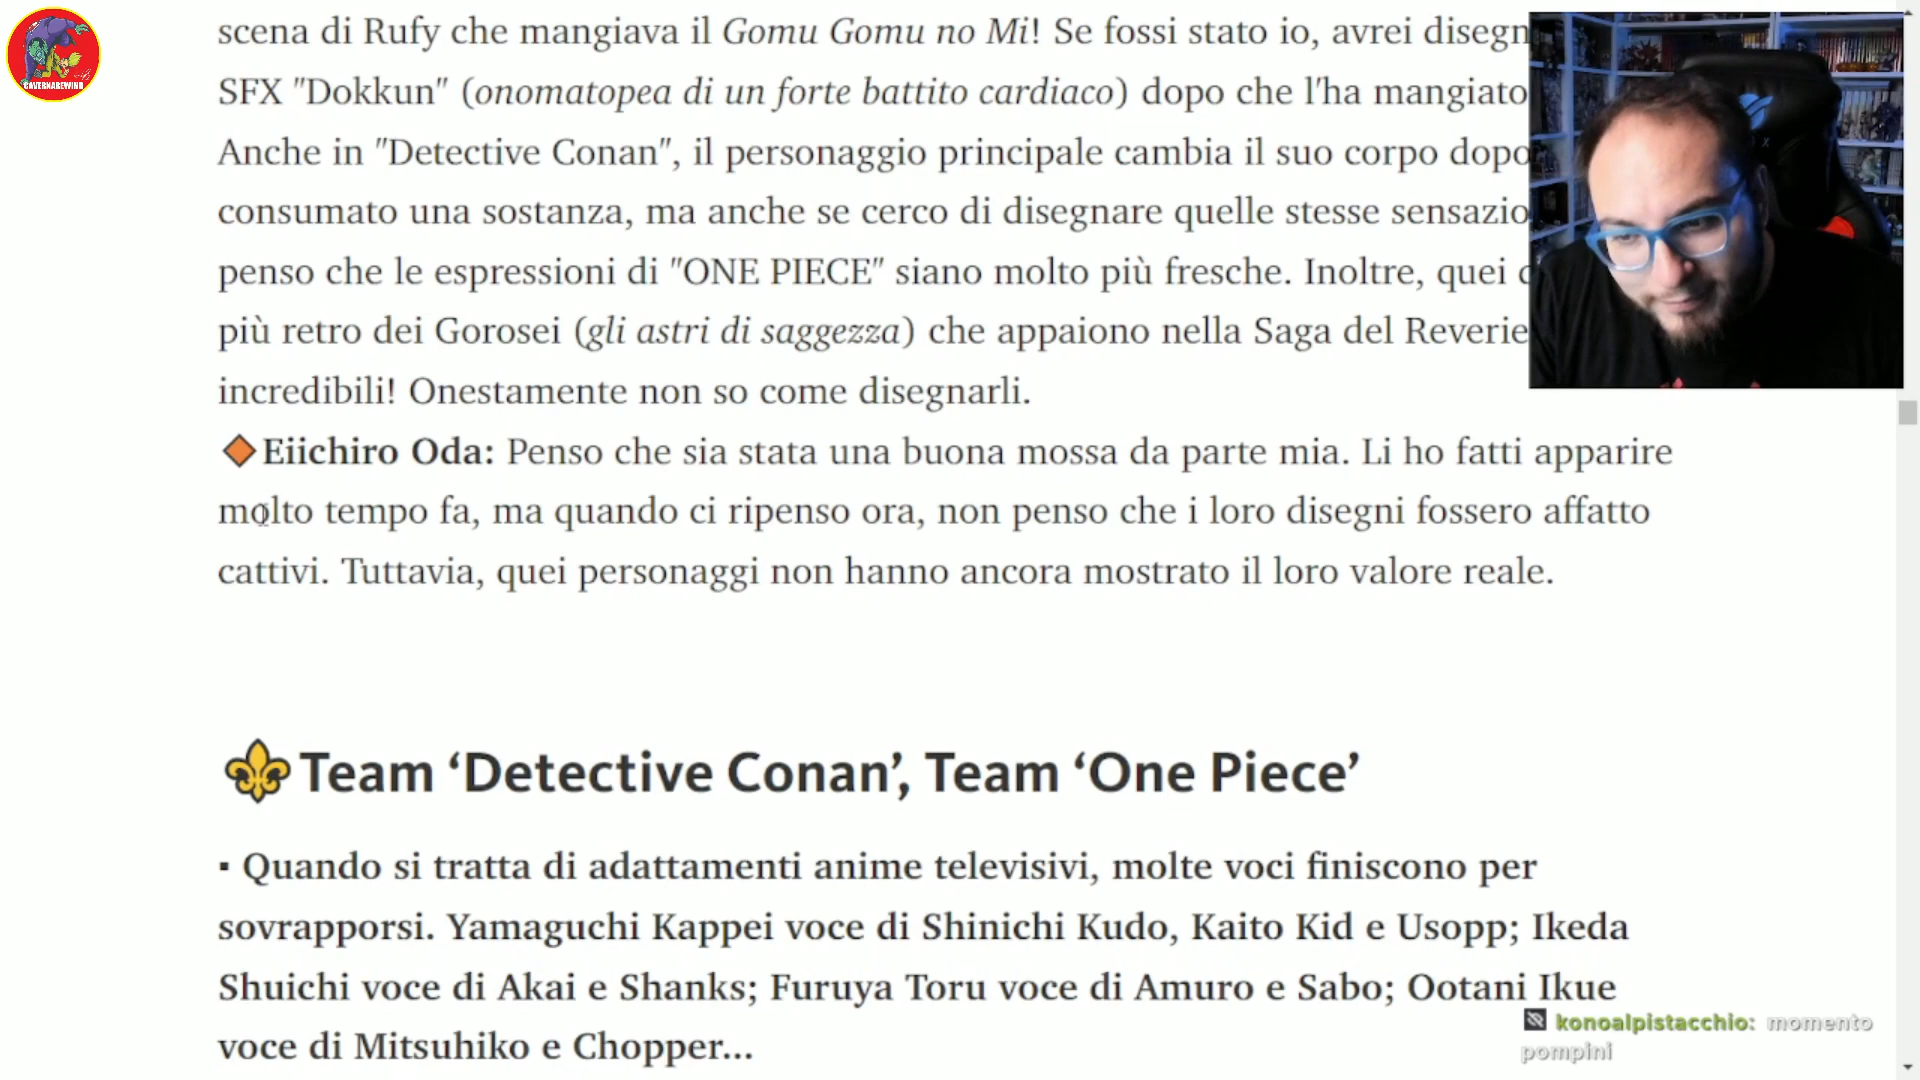 CAVERNAREWIND
scena di Rufy che mangiava il Gomu Gomu no Mi! Se fossi stato io, avrei disegn
SFX "Dokkun" (onomatopea di un forte battito cardiaco) dopo che l'ha mangiato
Anche in "Detective Conan", il personaggio principale cambia il suo corpo dopo
consumato una sostanza, ma anche se cerco di disegnare quelle stesse sensazio
penso che le espressioni di "ONE PIECE" siano molto più fresche. Inoltre, quei
più retro dei Gorosei (gli astri di saggezza) che appaiono nella Saga del Reverie
incredibili! Onestamente non so come disegnarli.
Eiichiro Oda: Penso che sia stata una buona mossa da parte mia. Li ho fatti apparire
molto tempo fa, ma quando ci ripenso ora, non penso che i loro disegni fossero affatto
cattivi. Tuttavia, quei personaggi non hanno ancora mostrato il loro valore reale.
Team ‘Detective Conan’, Team ‘One Piece’
▪ Quando si tratta di adattamenti anime televisivi, molte voci finiscono per
sovrapporsi. Yamaguchi Kappei voce di Shinichi Kudo, Kaito Kid e Usopp; Ikeda
Shuichi voce di Akai e Shanks; Furuya Toru voce di Amuro e Sabo; Ootani Ikue
voce di Mitsuhiko e Chopper...
konoalpistacchio: momento
pompini